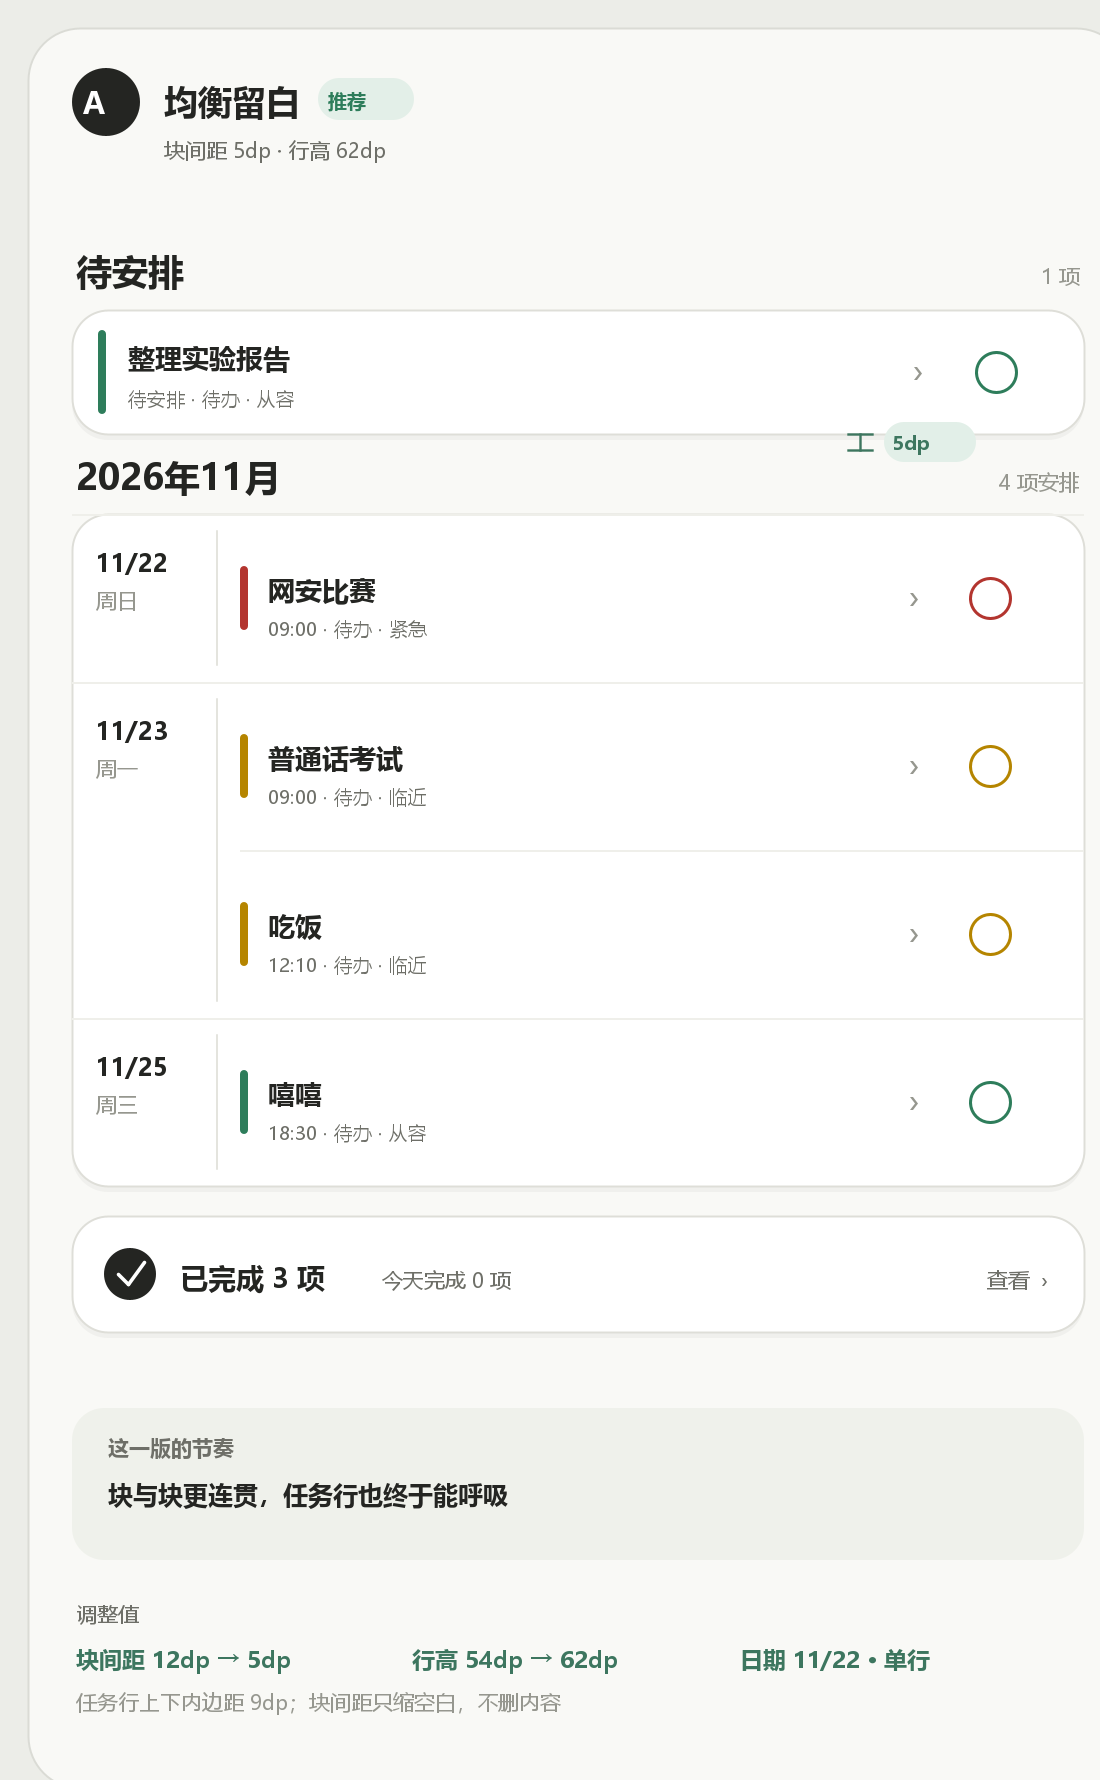 A 均衡留白 推荐
块间距 5dp · 行高 62dp
待安排 1 项
整理实验报告 ›
待安排 · 待办 · 从容
5dp
2026年11月 4 项安排
11/22
周日
网安比赛 ›
09:00 · 待办 · 紧急
11/23
周一
普通话考试 ›
09:00 · 待办 · 临近
吃饭 ›
12:10 · 待办 · 临近
11/25
周三
嘻嘻 ›
18:30 · 待办 · 从容
已完成 3 项 今天完成 0 项 查看 ›
这一版的节奏
块与块更连贯，任务行也终于能呼吸
调整值
块间距 12dp → 5dp 行高 54dp → 62dp 日期 11/22 • 单行
任务行上下内边距 9dp；块间距只缩空白，不删内容